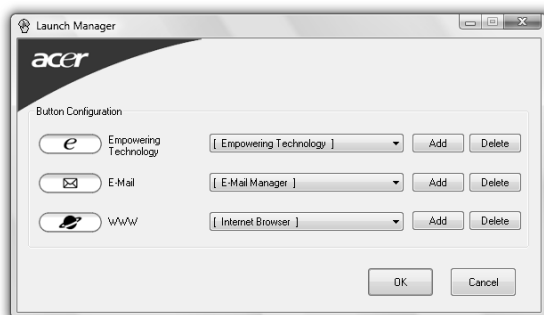 Launch Manager
acer
Button Configuration
e Empowering Technology [ Empowering Technology ] Add Delete
E-Mail [ E-Mail Manager ] Add Delete
WWW [ Internet Browser ] Add Delete
OK Cancel